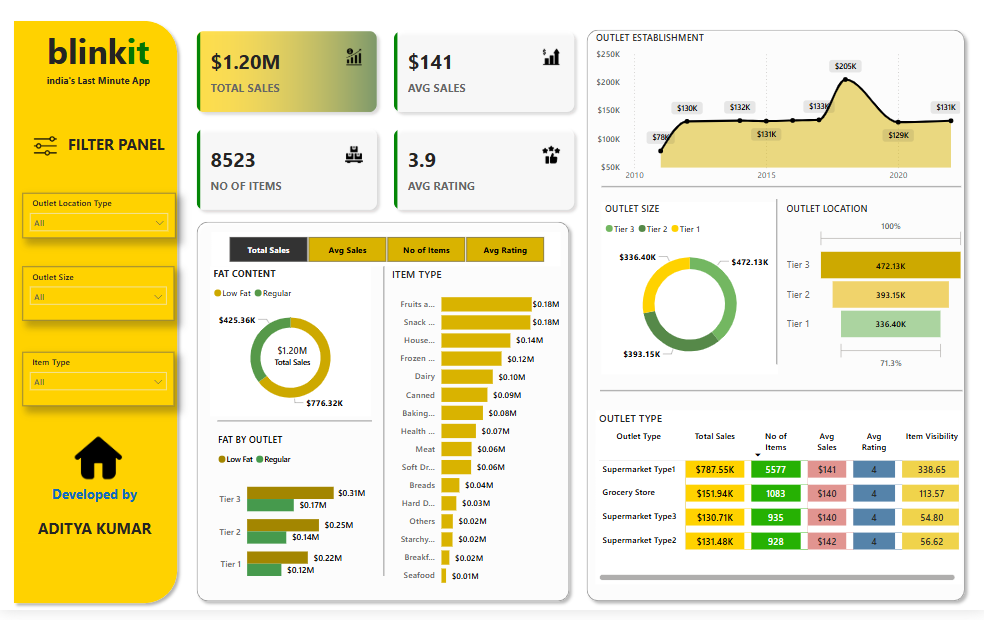 blinkit
india's Last Minute App
FILTER PANEL
Outlet Location Type
All
Outlet Size
All
Item Type
All
Developed by
ADITYA KUMAR
$1.20M
TOTAL SALES
$141
AVG SALES
8523
NO OF ITEMS
3.9
AVG RATING
Total Sales
Avg Sales
No of Items
Avg Rating
FAT CONTENT
Low Fat
Regular
$425.36K
$1.20M
Total Sales
$776.32K
FAT BY OUTLET
Low Fat
Regular
Tier 3
$0.31M
$0.17M
Tier 2
$0.25M
$0.14M
Tier 1
$0.22M
$0.12M
ITEM TYPE
Fruits a... $0.18M
Snack ... $0.18M
House... $0.14M
Frozen ... $0.12M
Dairy $0.10M
Canned $0.09M
Baking... $0.08M
Health ... $0.07M
Meat $0.06M
Soft Dr... $0.06M
Breads $0.04M
Hard D... $0.03M
Others $0.02M
Starchy... $0.02M
Breakf... $0.02M
Seafood $0.01M
OUTLET ESTABLISHMENT
$250K
$200K
$150K
$100K
$50K
$78K
$130K
$132K
$131K
$133K
$205K
$129K
$131K
2010
2015
2020
OUTLET SIZE
Tier 3
Tier 2
Tier 1
$336.40K
$472.13K
$393.15K
OUTLET LOCATION
100%
Tier 3 472.13K
Tier 2 393.15K
Tier 1 336.40K
71.3%
OUTLET TYPE
Outlet Type Total Sales No of Items Avg Sales Avg Rating Item Visibility
Supermarket Type1 $787.55K 5577 $141 4 338.65
Grocery Store $151.94K 1083 $140 4 113.57
Supermarket Type3 $130.71K 935 $140 4 54.80
Supermarket Type2 $131.48K 928 $142 4 56.62